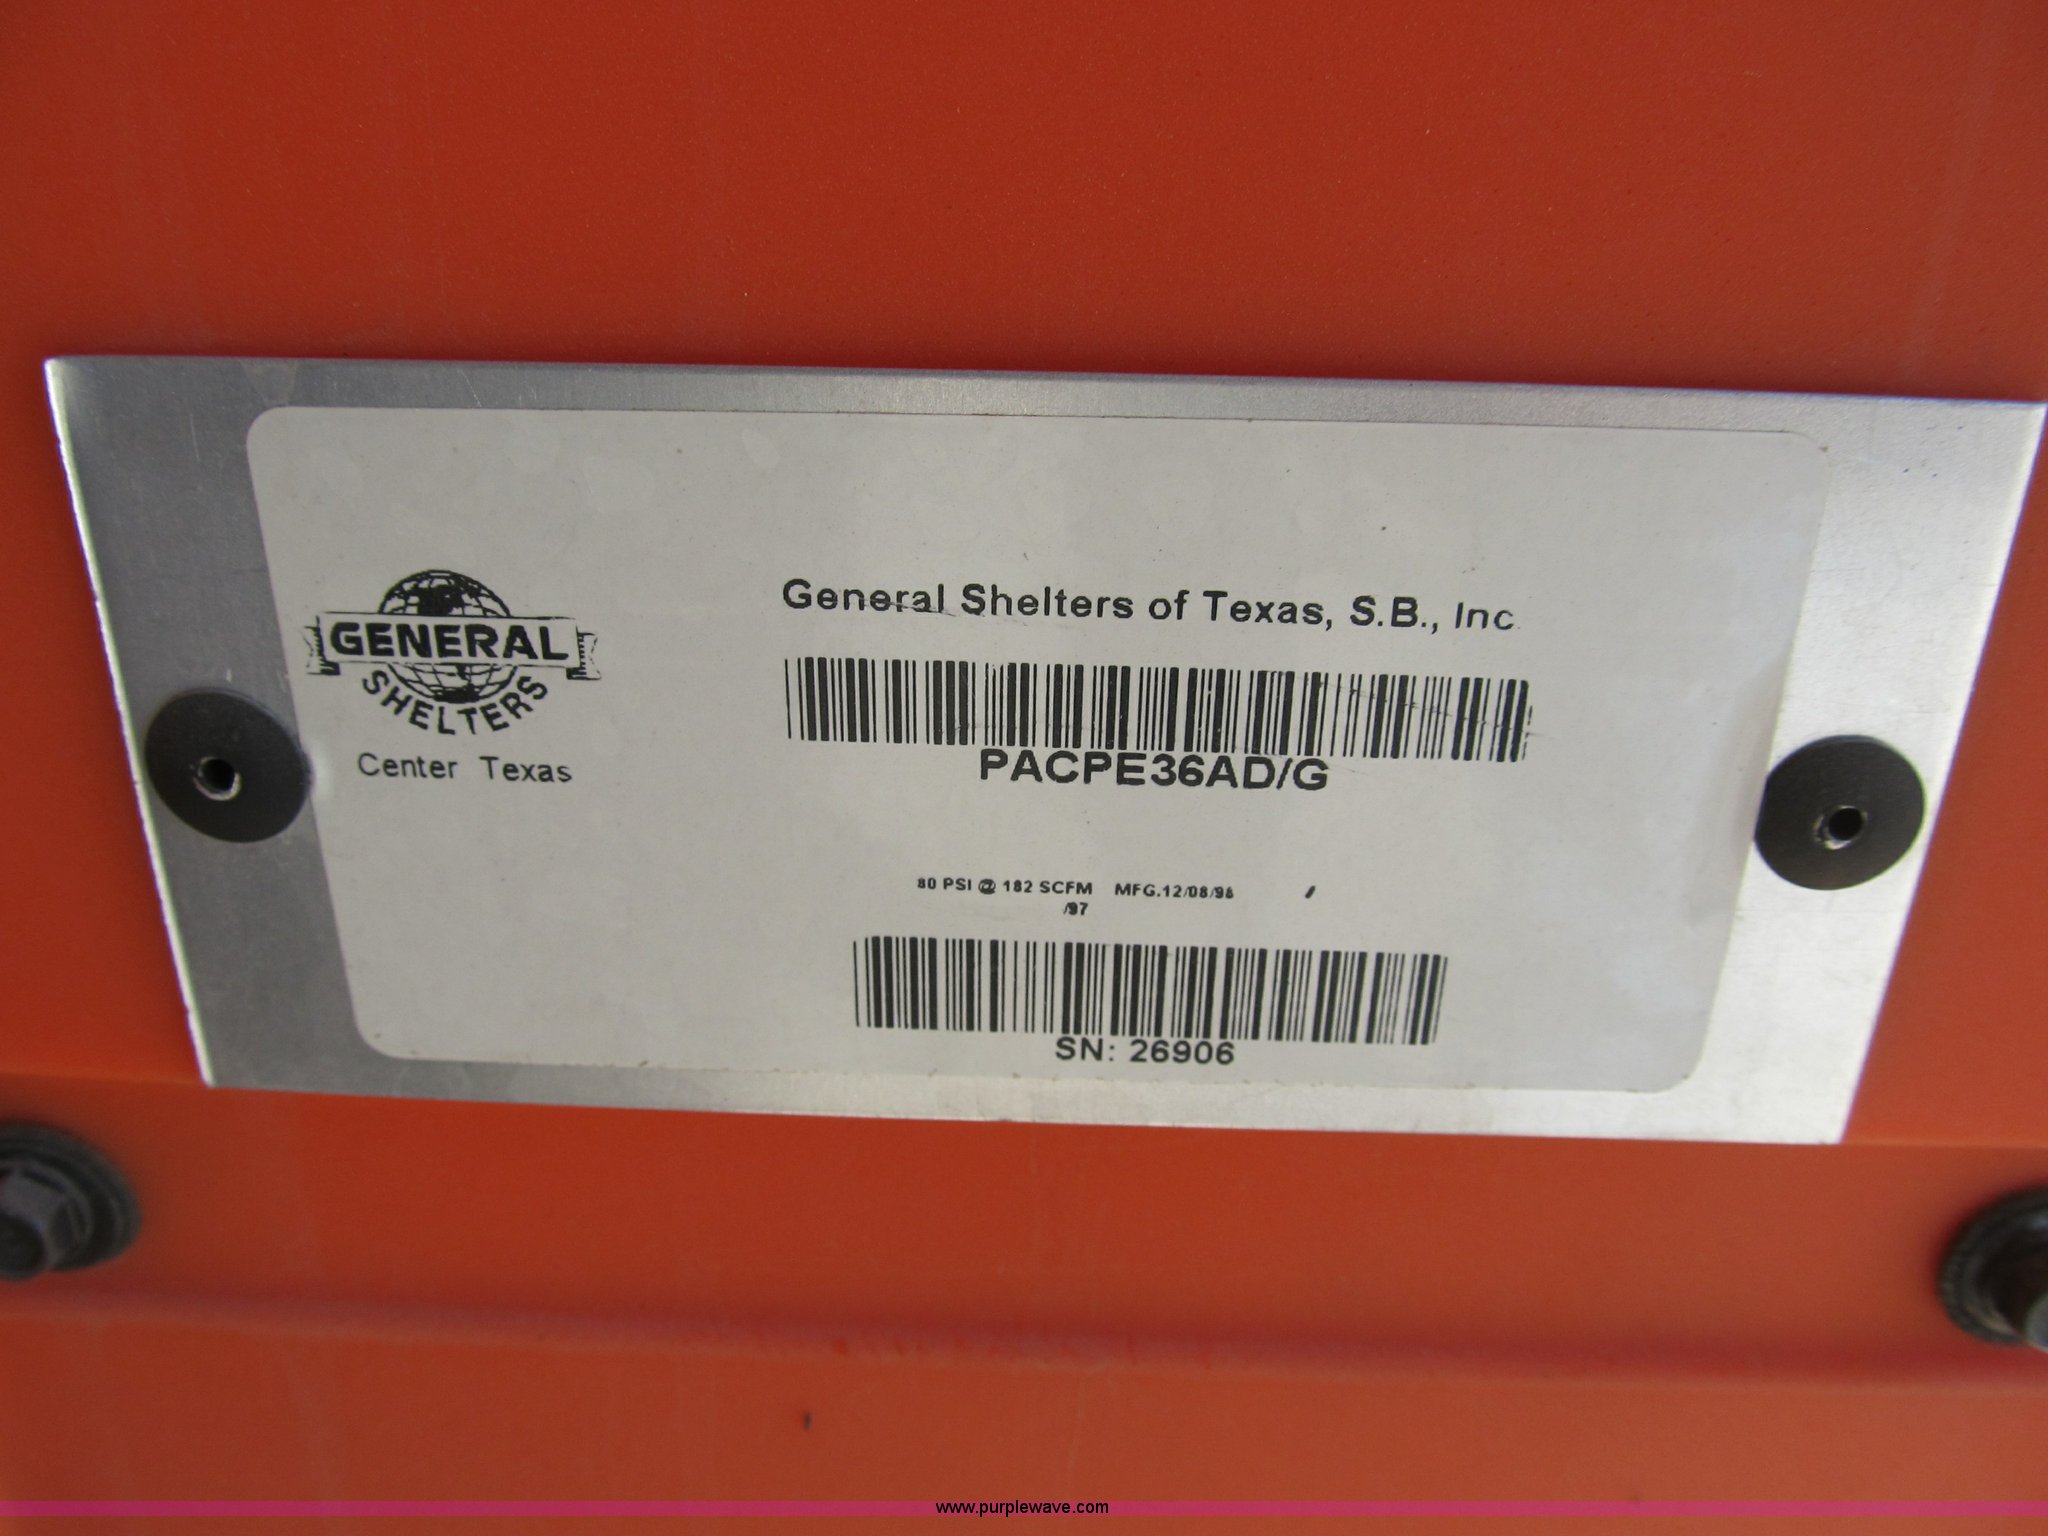 General Shelters of Texas, S.B., Inc.
GENERAL
SHELTERS
Center Texas
PACPE36AD/G
80 PSI @ 182 SCFM MFG.12/08/98 /
/97
SN: 26906
www.purplewave.com